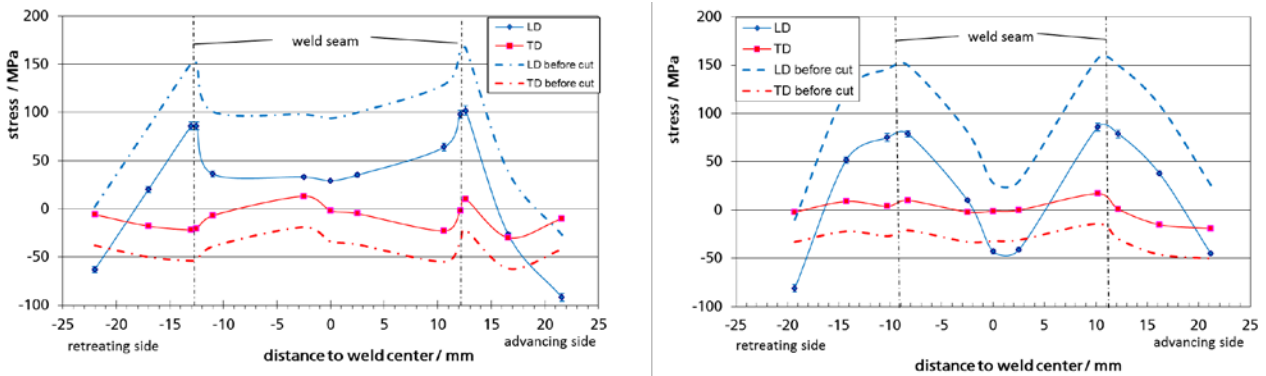 200
150
100
50
0
-50
-100
stress / MPa
weld seam
LD
TD
LD before cut
TD before cut
-25
-20
-15
-10
-5
0
5
10
15
20
25
retreating side
distance to weld center / mm
advancing side
200
150
100
50
0
-50
-100
stress / MPa
weld seam
LD
TD
LD before cut
TD before cut
-25
-20
-15
-10
-5
0
5
10
15
20
25
retreating side
distance to weld center / mm
advancing side